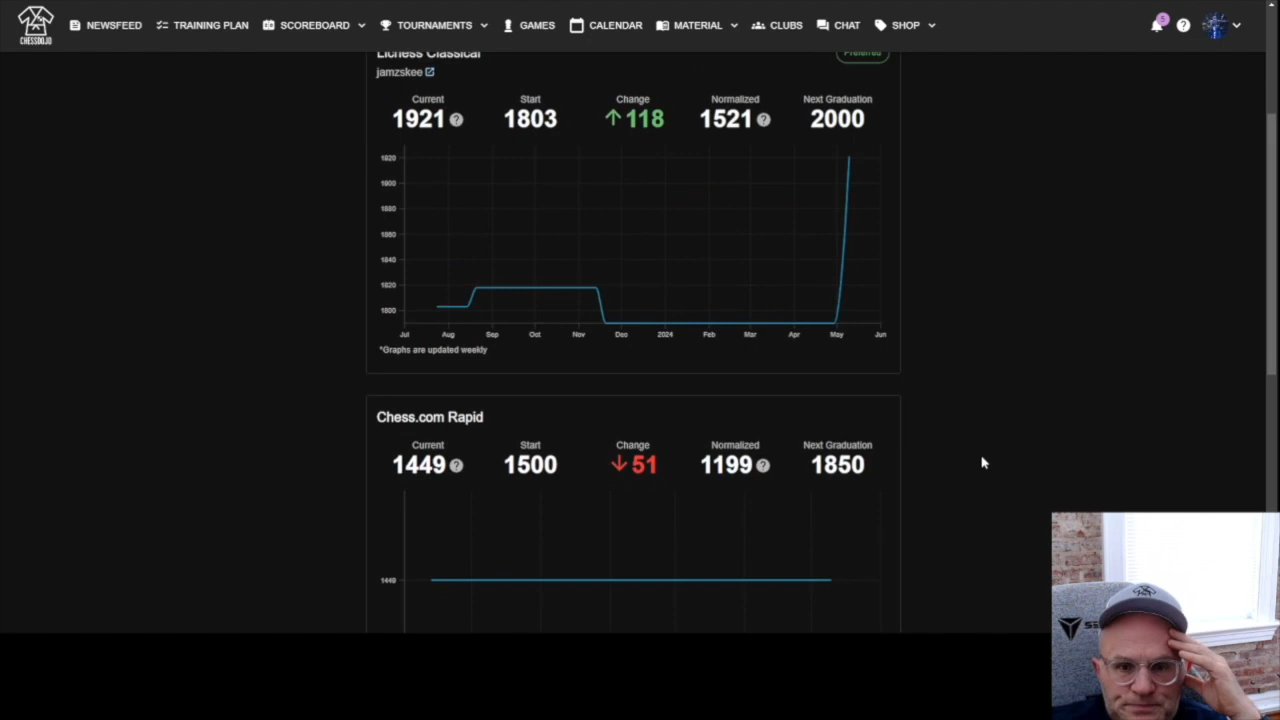 NEWSFEED TRAINING PLAN SCOREBOARD TOURNAMENTS GAMES CALENDAR MATERIAL CLUBS CHAT SHOP
CHESSDOJO
Lichess Classical
Preferred
jamzskee
Current Start Change Normalized Next Graduation
1921 1803 118 1521 2000
1920
1900
1880
1860
1840
1820
1800
Jul Aug Sep Oct Nov Dec 2024 Feb Mar Apr May Jun
*Graphs are updated weekly
Chess.com Rapid
Current Start Change Normalized Next Graduation
1449 1500 51 1199 1850
1449